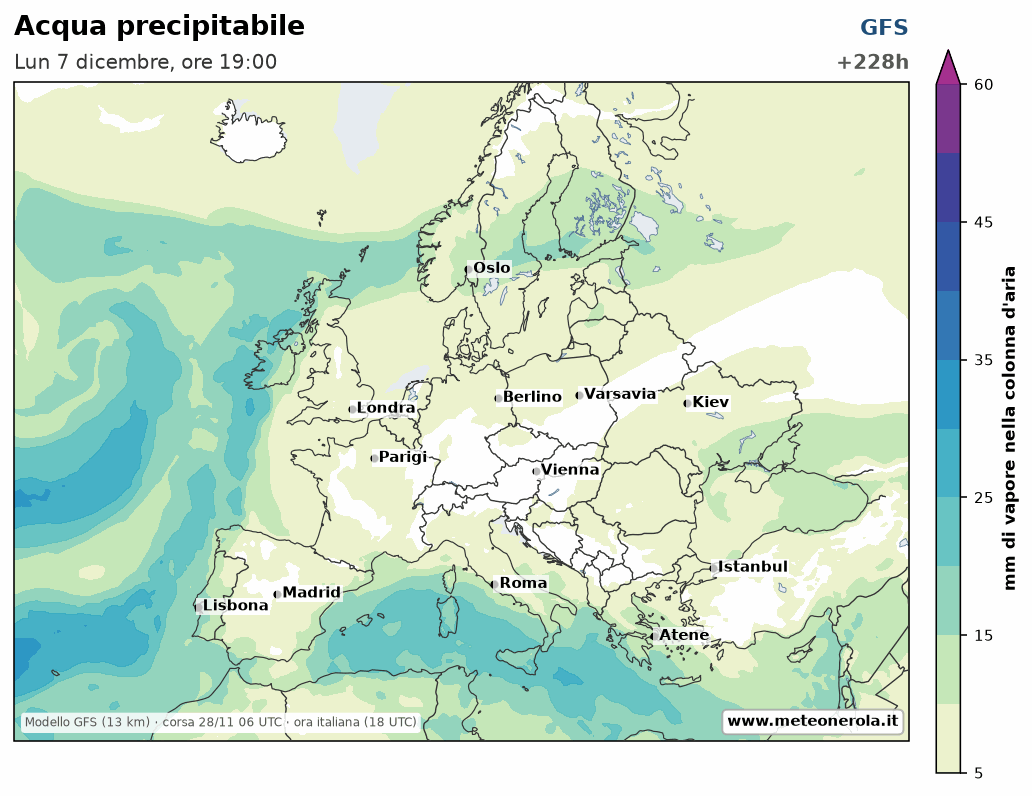 Acqua precipitabile
GFS
Lun 7 dicembre, ore 19:00
+228h
60
45
35
25
15
5
mm di vapore nella colonna d'aria
Oslo
Londra
Berlino
Varsavia
Kiev
Parigi
Vienna
Istanbul
Roma
Madrid
Lisbona
Atene
Modello GFS (13 km) · corsa 28/11 06 UTC · ora italiana (18 UTC)
www.meteonerola.it